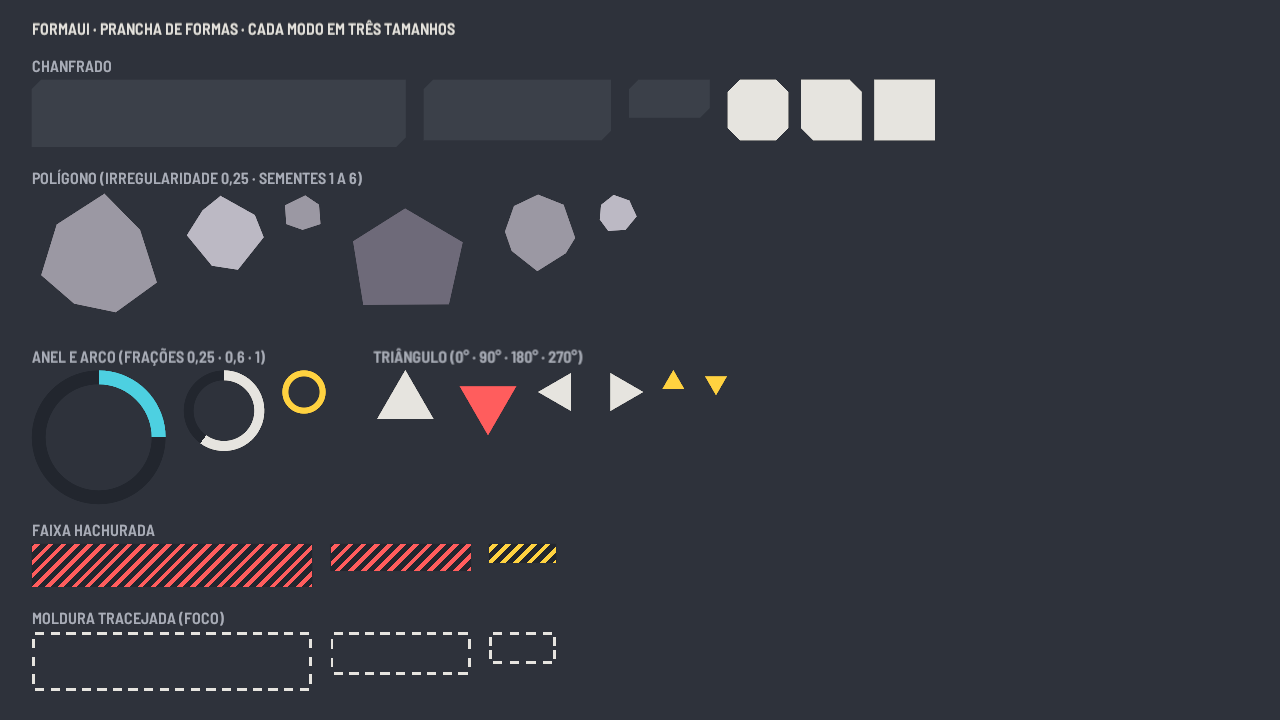 FORMAUI · PRANCHA DE FORMAS · CADA MODO EM TRÊS TAMANHOS
CHANFRADO
POLÍGONO (IRREGULARIDADE 0,25 · SEMENTES 1 A 6)
ANEL E ARCO (FRAÇÕES 0,25 · 0,6 · 1)
TRIÂNGULO (0° · 90° · 180° · 270°)
FAIXA HACHURADA
MOLDURA TRACEJADA (FOCO)